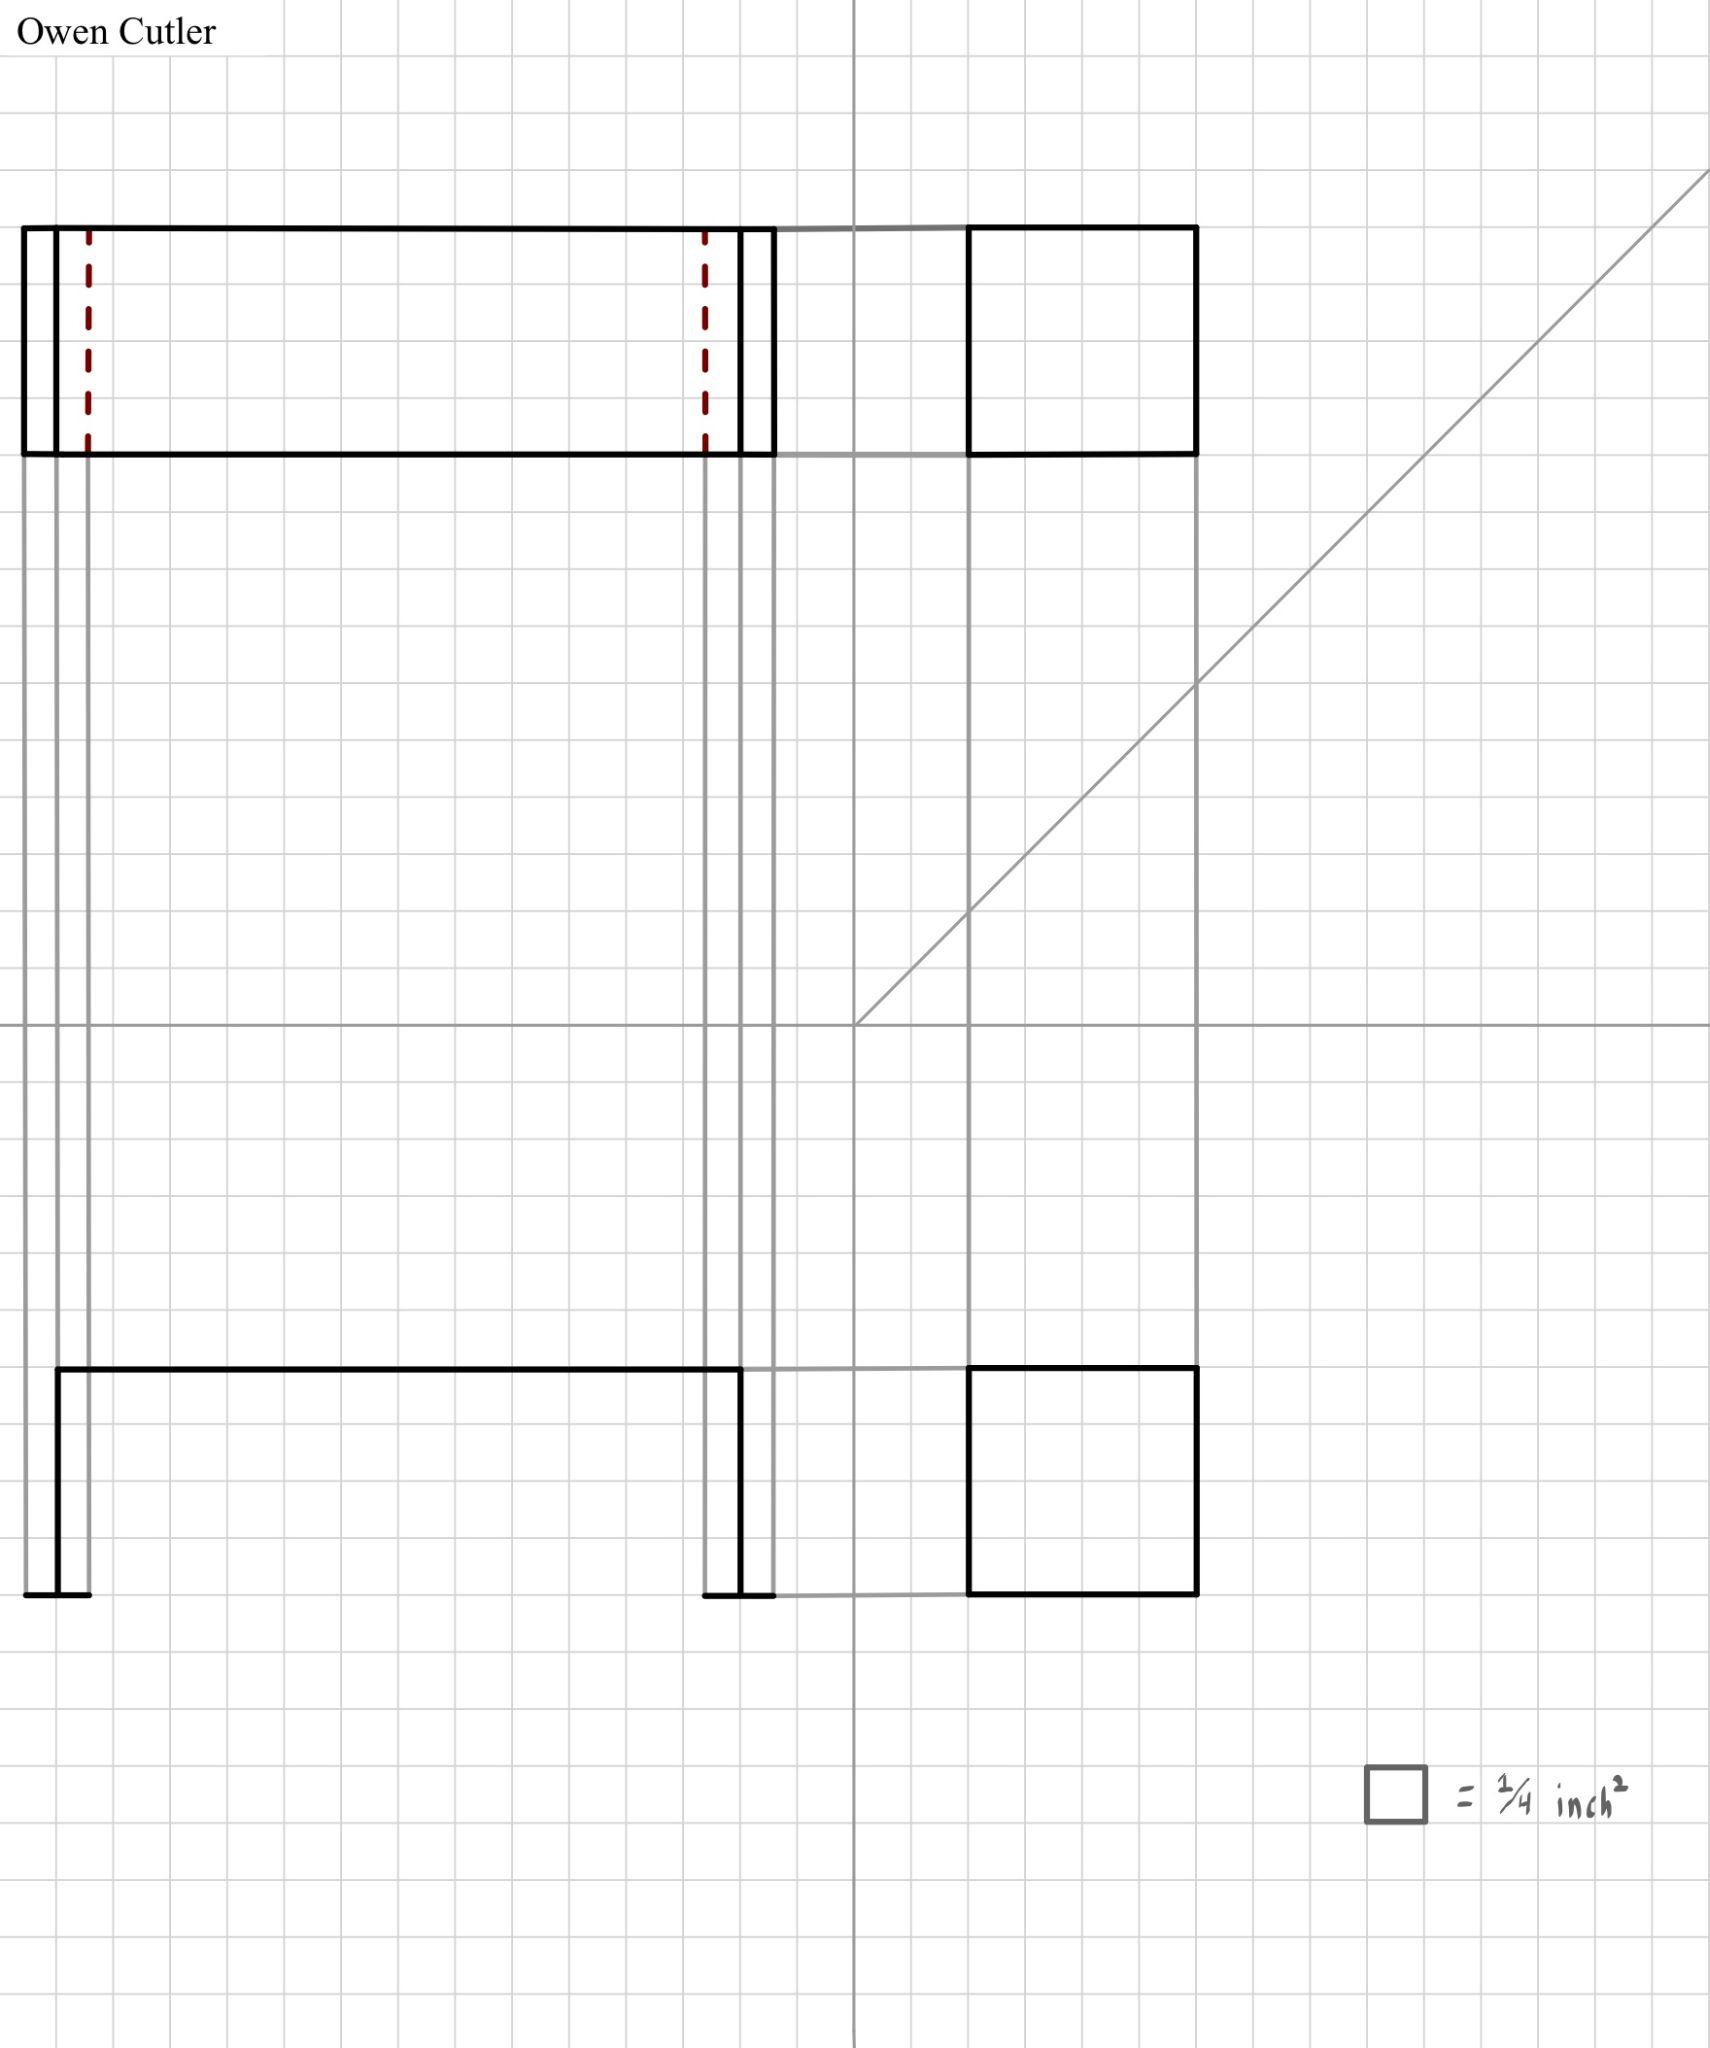 Owen Cutler
= 1/4 inch²